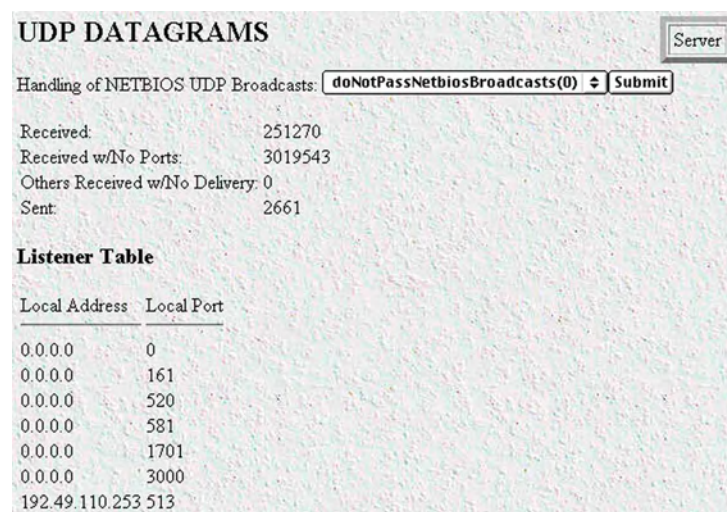 UDP DATAGRAMS
Server
Handling of NETBIOS UDP Broadcasts: doNotPassNetbiosBroadcasts(0) Submit
Received: 251270
Received w/No Ports: 3019543
Others Received w/No Delivery: 0
Sent: 2661
Listener Table
Local Address Local Port
0.0.0.0 0
0.0.0.0 161
0.0.0.0 520
0.0.0.0 581
0.0.0.0 1701
0.0.0.0 3000
192.49.110.253 513